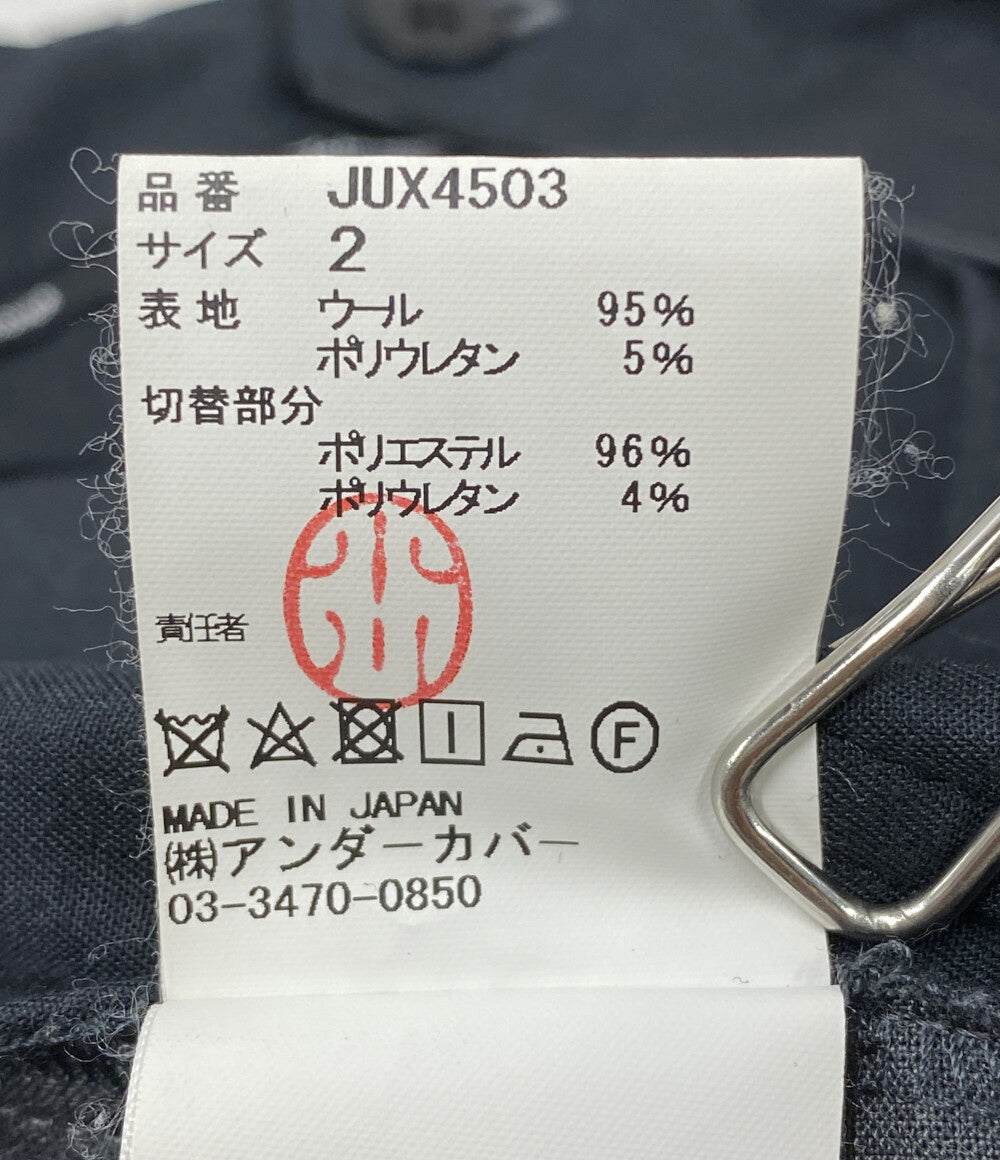 品番 JUX4503
サイズ 2
表地 ウール 95%
ポリウレタン 5%
切替部分
ポリエステル 96%
ポリウレタン 4%
責任者
F
MADE IN JAPAN
(株)アンダーカバー
03-3470-0850